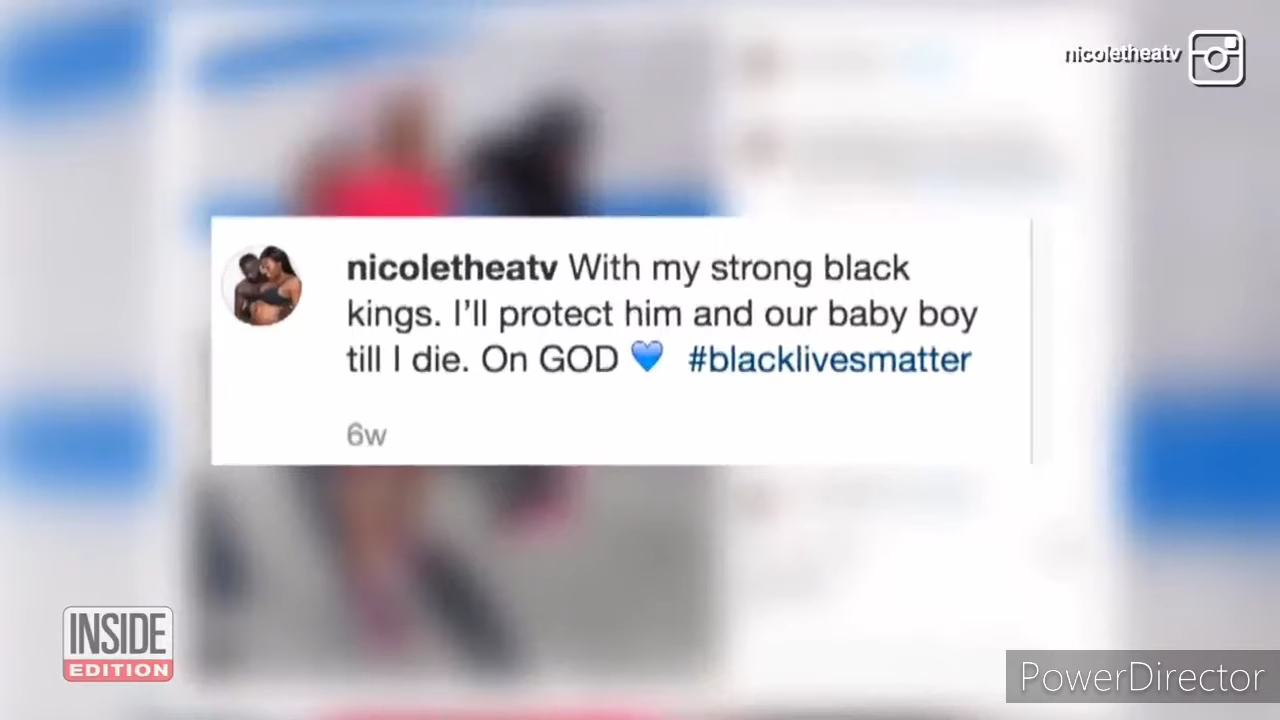 nicoletheatv
nicoletheatv With my strong black
kings. I'll protect him and our baby boy
till I die. On GOD 💙 #blacklivesmatter
6w
INSIDE
EDITION
PowerDirector